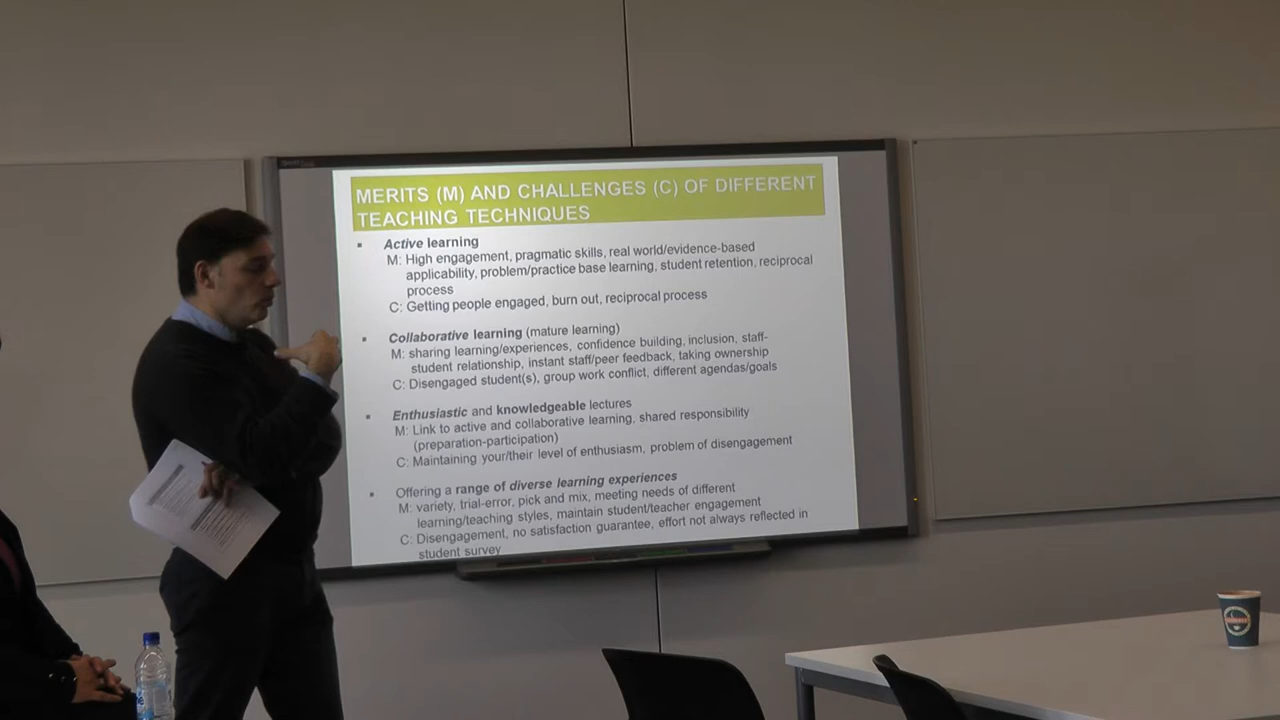 MERITS (M) AND CHALLENGES (C) OF DIFFERENT
TEACHING TECHNIQUES
▪ Active learning
M: High engagement, pragmatic skills, real world/evidence-based
applicability, problem/practice base learning, student retention, reciprocal
process
C: Getting people engaged, burn out, reciprocal process
▪ Collaborative learning (mature learning)
M: sharing learning/experiences, confidence building, inclusion, staff-
student relationship, instant staff/peer feedback, taking ownership
C: Disengaged student(s), group work conflict, different agendas/goals
▪ Enthusiastic and knowledgeable lectures
M: Link to active and collaborative learning, shared responsibility
(preparation-participation)
C: Maintaining your/their level of enthusiasm, problem of disengagement
▪ Offering a range of diverse learning experiences
M: variety, trial-error, pick and mix, meeting needs of different
learning/teaching styles, maintain student/teacher engagement
C: Disengagement, no satisfaction guarantee, effort not always reflected in
student survey